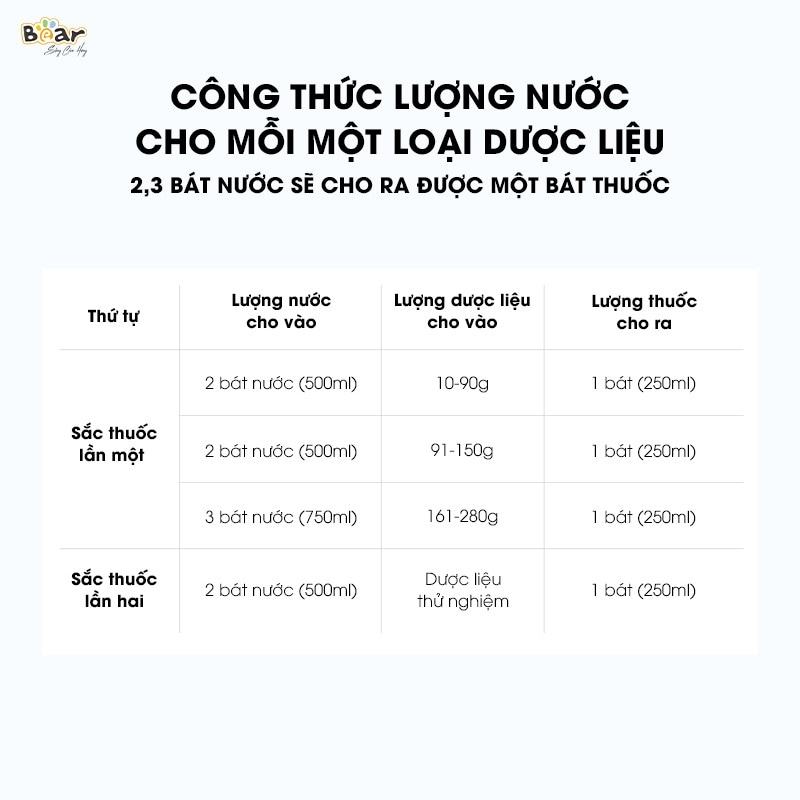 Bear
Sống Còn Hay
CÔNG THỨC LƯỢNG NƯỚC
CHO MỖI MỘT LOẠI DƯỢC LIỆU
2,3 BÁT NƯỚC SẼ CHO RA ĐƯỢC MỘT BÁT THUỐC
Thứ tự
Lượng nước
cho vào
Lượng dược liệu
cho vào
Lượng thuốc
cho ra
Sắc thuốc
lần một
2 bát nước (500ml)
10-90g
1 bát (250ml)
2 bát nước (500ml)
91-150g
1 bát (250ml)
3 bát nước (750ml)
161-280g
1 bát (250ml)
Sắc thuốc
lần hai
2 bát nước (500ml)
Dược liệu
thử nghiệm
1 bát (250ml)